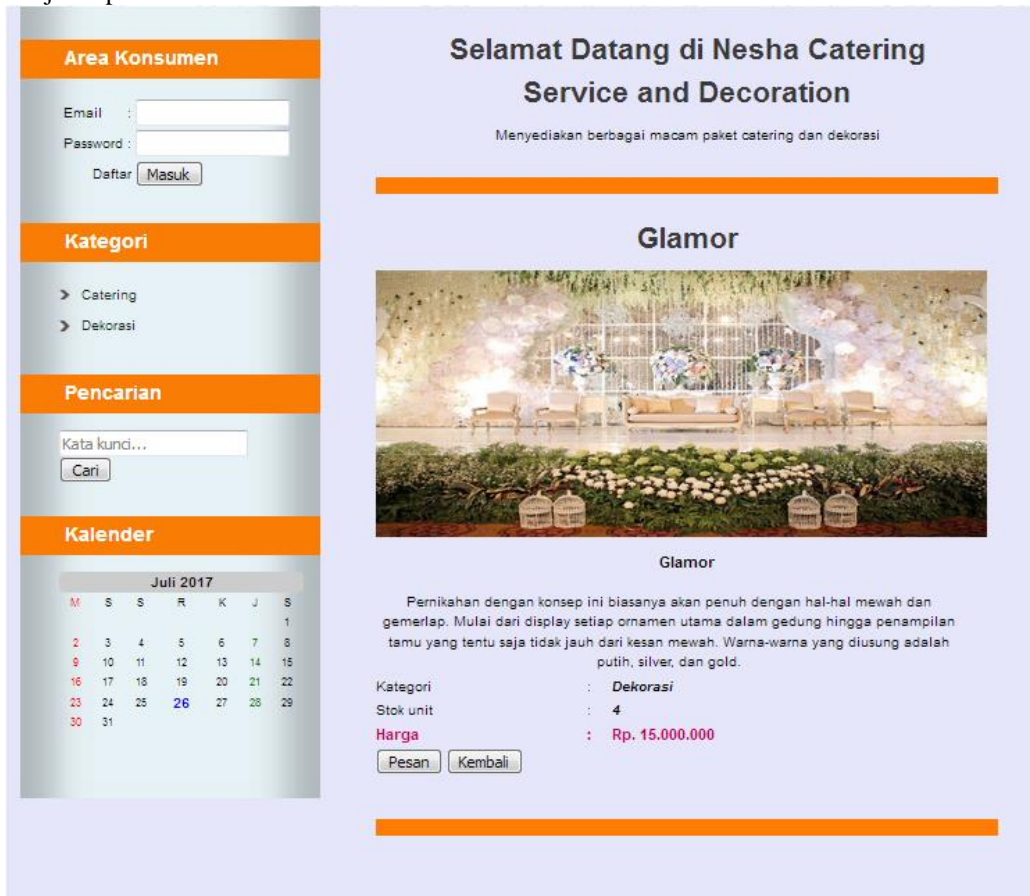 Area Konsumen
Email :
Password :
Daftar Masuk
Kategori
Catering
Dekorasi
Pencarian
Kata kunci...
Cari
Kalender
Juli 2017
M S S R K J S
1
2 3 4 5 6 7 8
9 10 11 12 13 14 15
16 17 18 19 20 21 22
23 24 25 26 27 28 29
30 31
Selamat Datang di Nesha Catering
Service and Decoration
Menyediakan berbagai macam paket catering dan dekorasi
Glamor
Glamor
Pernikahan dengan konsep ini biasanya akan penuh dengan hal-hal mewah dan
gemerlap. Mulai dari display setiap ornamen utama dalam gedung hingga penampilan
tamu yang tentu saja tidak jauh dari kesan mewah. Warna-warna yang diusung adalah
putih, silver, dan gold.
Kategori : Dekorasi
Stok unit : 4
Harga : Rp. 15.000.000
Pesan Kembali